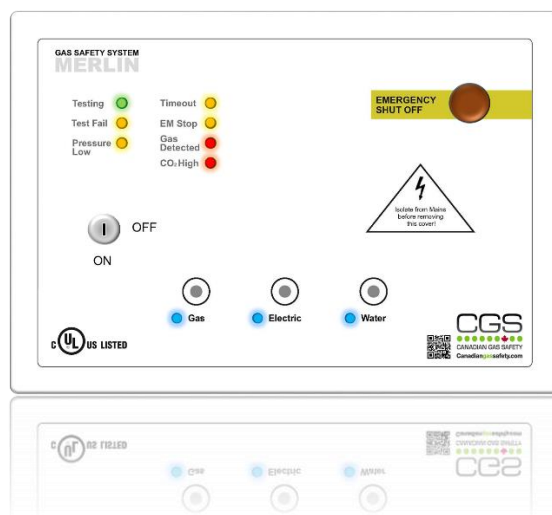 GAS SAFETY SYSTEM
MERLIN
Testing
Timeout
Test Fail
EM Stop
Pressure
Low
Gas
Detected
CO₂ High
EMERGENCY
SHUT OFF
Isolate from Mains
before removing
this cover!
OFF
ON
Gas
Electric
Water
C UL US LISTED
CGS
CANADIAN GAS SAFETY
Canadiangassafety.com